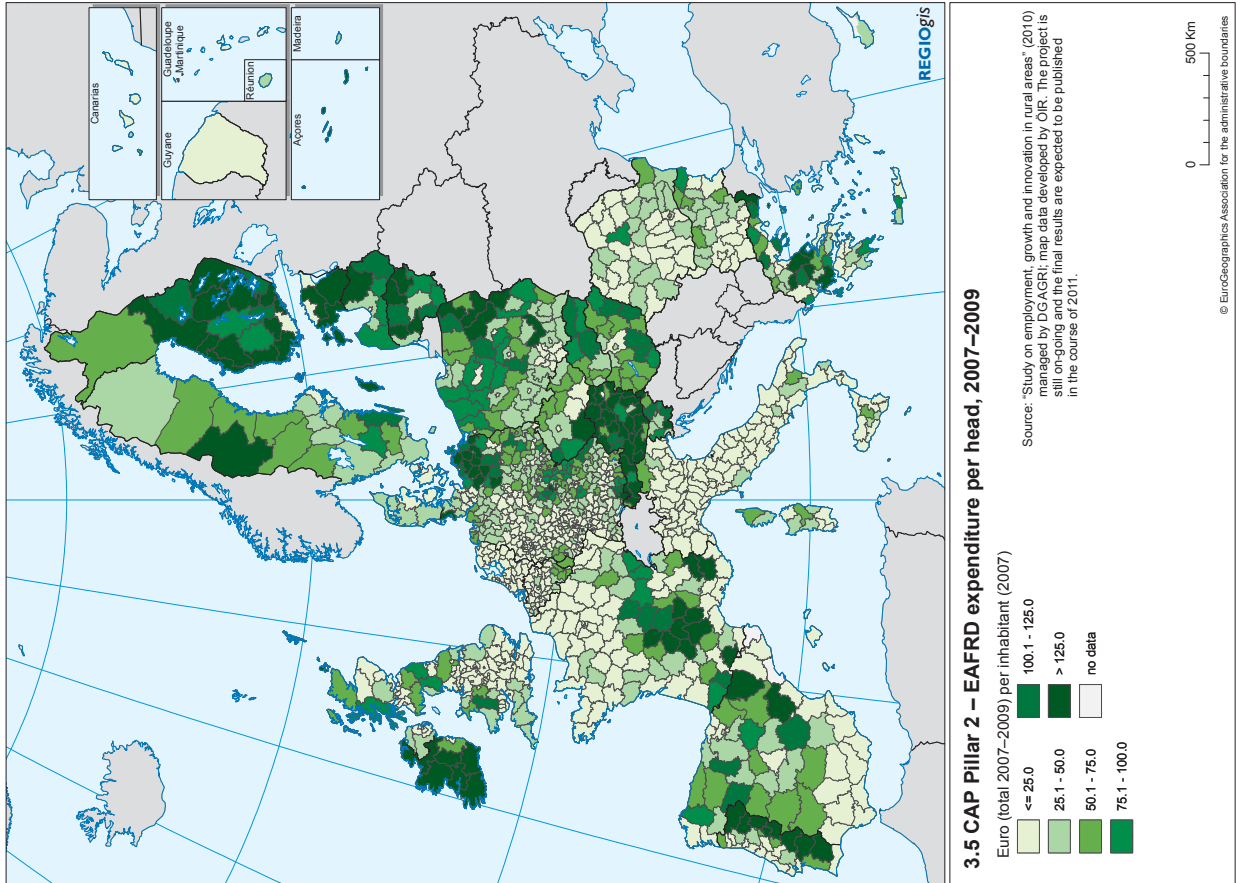 Canarias
Guyane
Guadeloupe
Martinique
Réunion
Açores
Madeira
REGIOgis
3.5 CAP Pillar 2 – EAFRD expenditure per head, 2007–2009
Euro (total 2007–2009) per inhabitant (2007)
<= 25.0
25.1 - 50.0
50.1 - 75.0
75.1 - 100.0
100.1 - 125.0
> 125.0
no data
Source: "Study on employment, growth and innovation in rural areas" (2010)
managed by DG AGRI; map data developed by ÖIR. The project is
still on-going and the final results are expected to be published
in the course of 2011.
0
500 Km
© EuroGeographics Association for the administrative boundaries